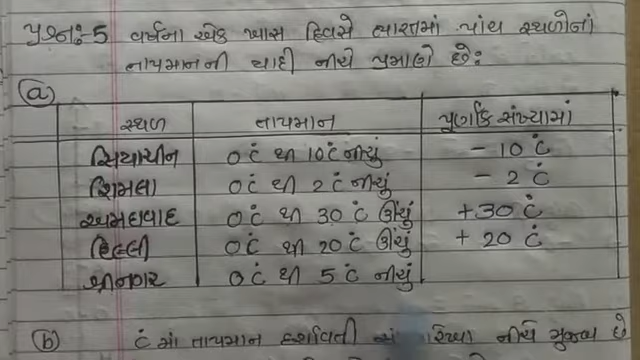 પ્રશ્ન:-5 વર્ષના એક ખાસ દિવસે ભારતમાં પાંચ સ્થળોનાં
તાપમાનની યાદી નીચે પ્રમાણે છે:
(a)
સ્થળ તાપમાન પૂર્ણાંક સંખ્યામાં
સિયાચીન 0°C થી 10°C નીચું - 10°C
શિમલા 0°C થી 2°C નીચું - 2°C
અમદાવાદ 0°C થી 30°C ઊંચું +30°C
દિલ્લી 0°C થી 20°C ઊંચું + 20°C
શ્રીનગર 0°C થી 5°C નીચું
(b) °C માં તાપમાન દર્શાવતી નીચે મુજબ છે